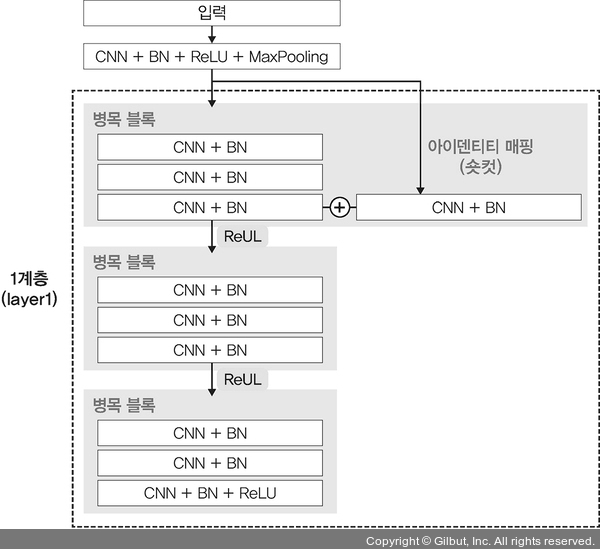 입력
CNN + BN + ReLU + MaxPooling
병목 블록
CNN + BN
CNN + BN
CNN + BN
아이덴티티 매핑
(숏컷)
CNN + BN
ReUL
1계층
(layer1)
병목 블록
CNN + BN
CNN + BN
CNN + BN
ReUL
병목 블록
CNN + BN
CNN + BN
CNN + BN + ReLU
Copyright © Gilbut, Inc. All rights reserved.